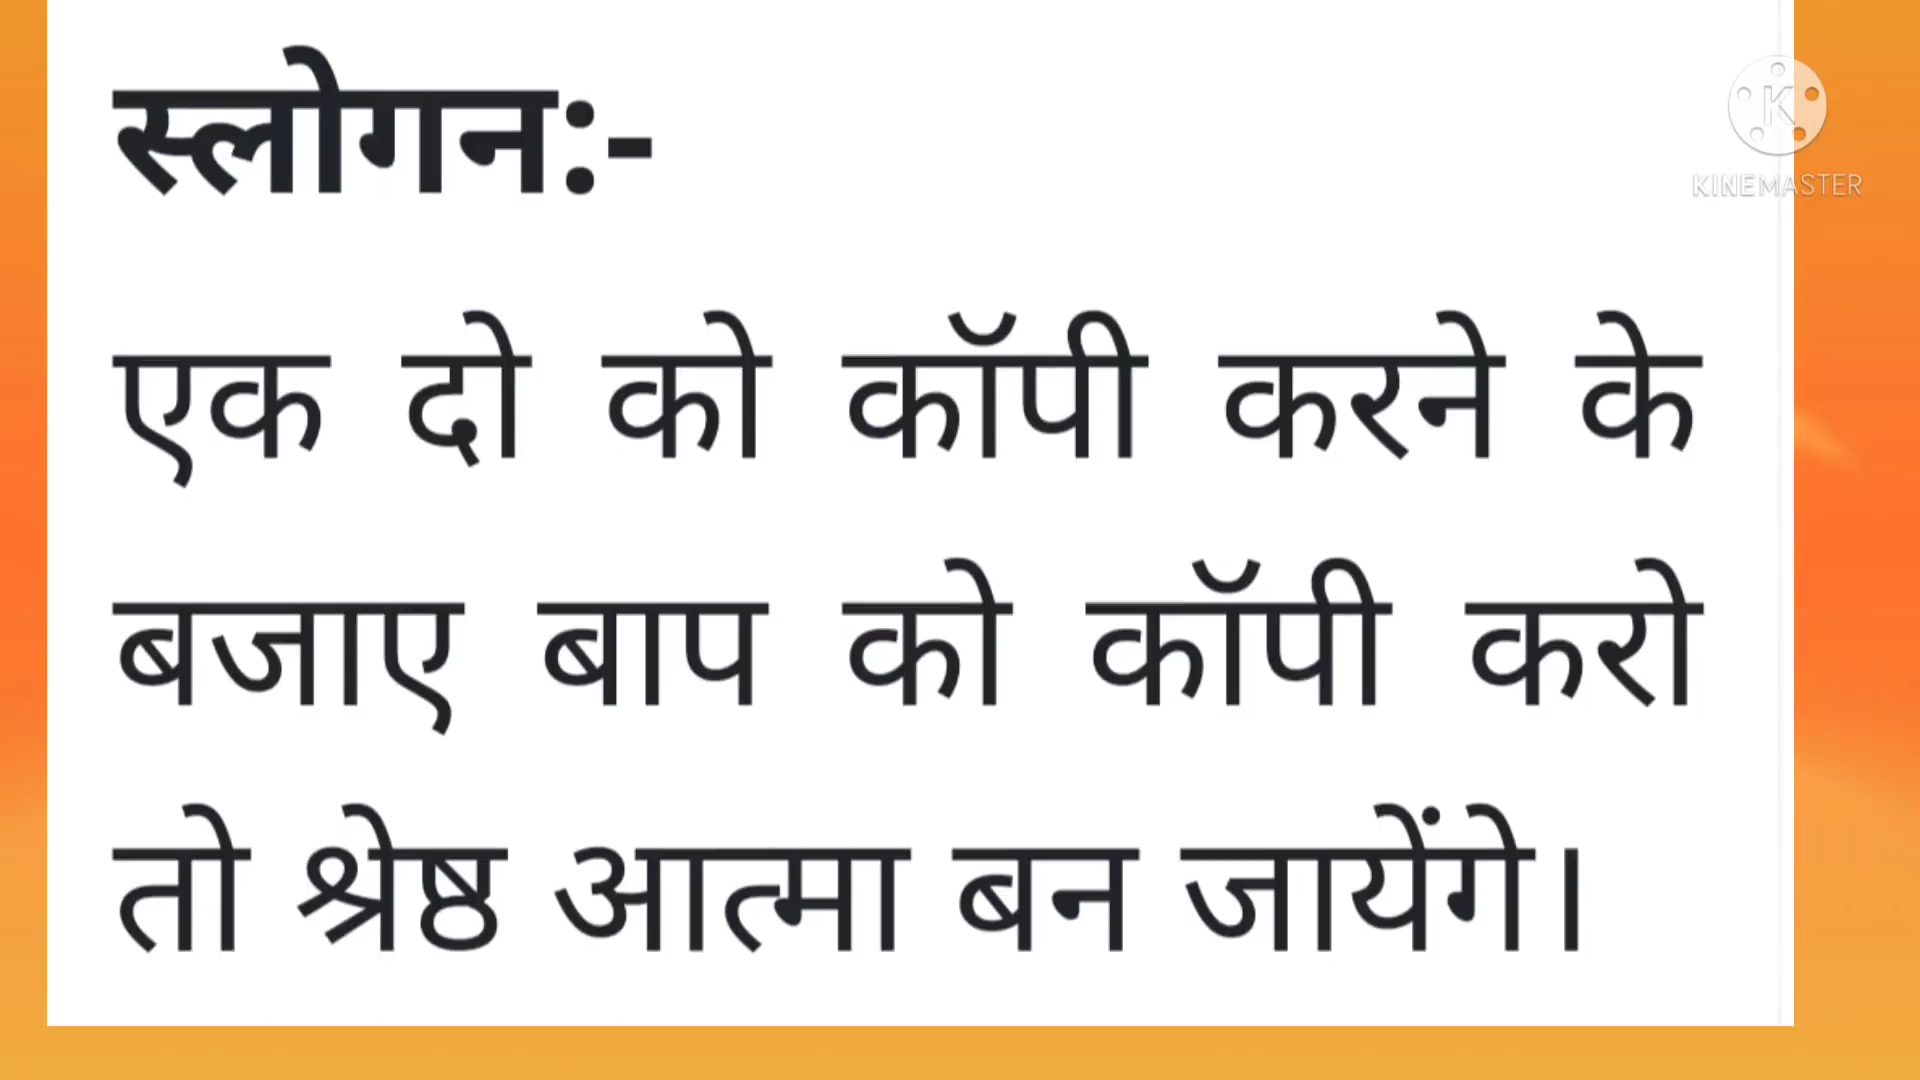 स्लोगन:-
KINEMASTER
एक दो को कॉपी करने के
बजाए बाप को कॉपी करो
तो श्रेष्ठ आत्मा बन जायेंगे।